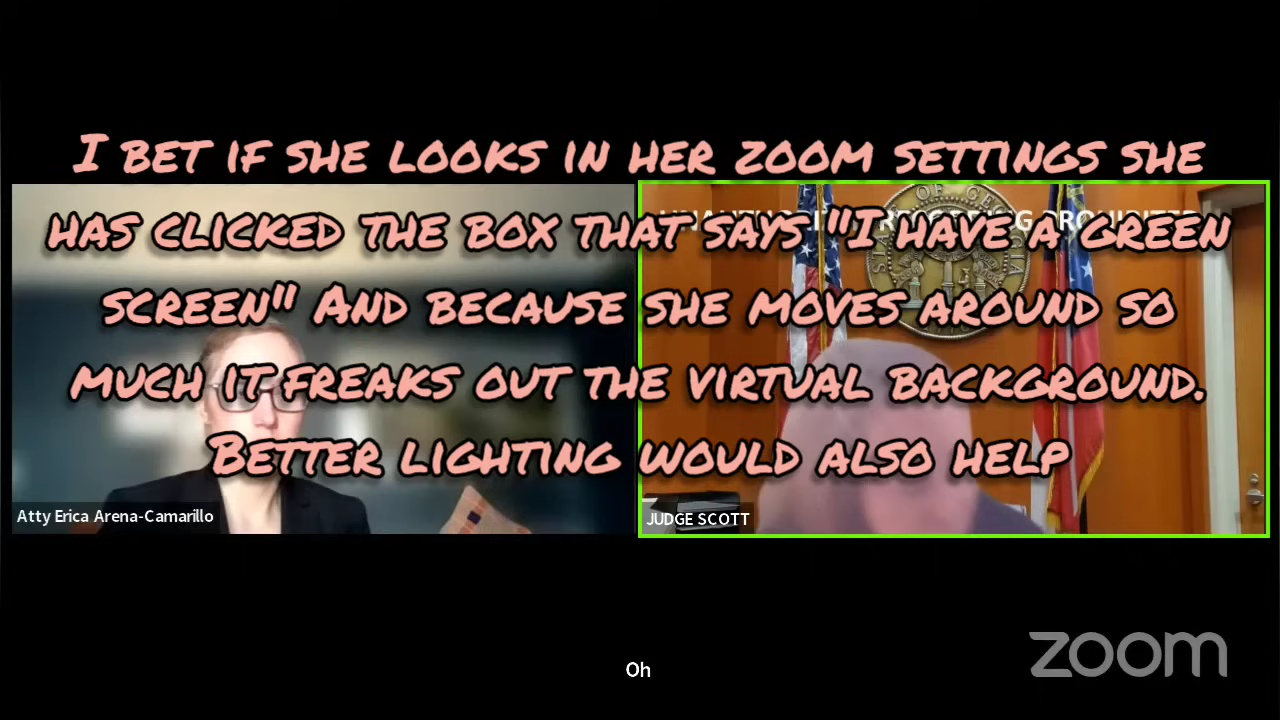 I BET IF SHE LOOKS IN HER ZOOM SETTINGS SHE
HAS CLICKED THE BOX THAT SAYS "I HAVE A GREEN
SCREEN" AND BECAUSE SHE MOVES AROUND SO
MUCH IT FREAKS OUT THE VIRTUAL BACKGROUND.
BETTER LIGHTING WOULD ALSO HELP
OF GEORGIA
Atty Erica Arena-Camarillo
JUDGE SCOTT
Oh
zoom